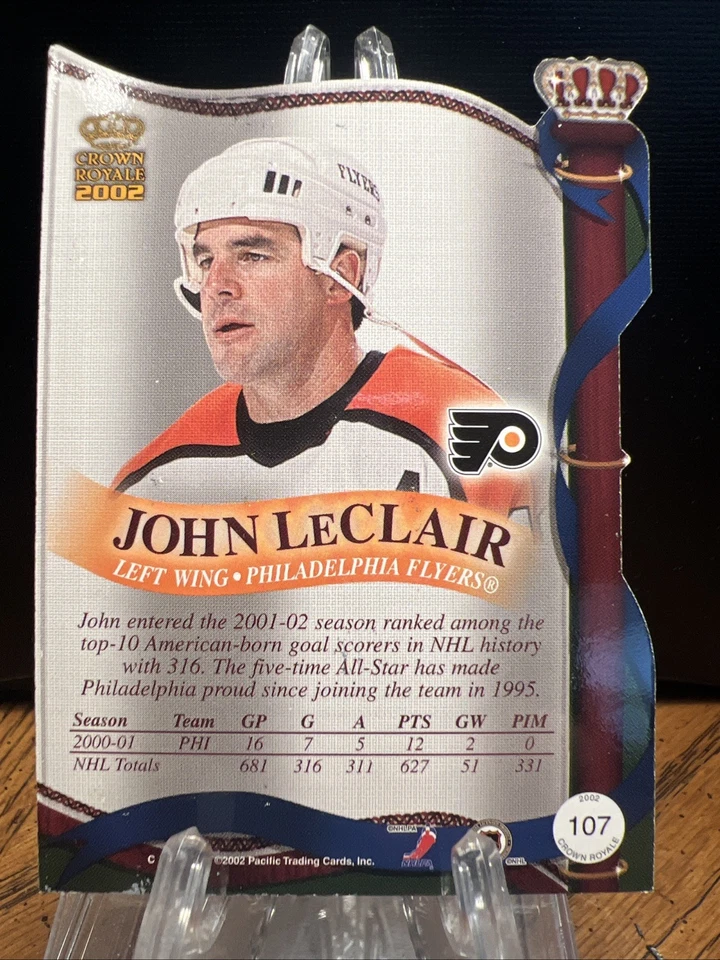 CROWN
ROYALE
2002
FLYERS
JOHN LeCLAIR
LEFT WING • PHILADELPHIA FLYERS®
John entered the 2001-02 season ranked among the
top-10 American-born goal scorers in NHL history
with 316. The five-time All-Star has made
Philadelphia proud since joining the team in 1995.
Season Team GP G A PTS GW PIM
2000-01 PHI 16 7 5 12 2 0
NHL Totals 681 316 311 627 51 331
©NHLPA
NHLPA
©NHL
©2002 Pacific Trading Cards, Inc.
2002
107
CROWN ROYALE